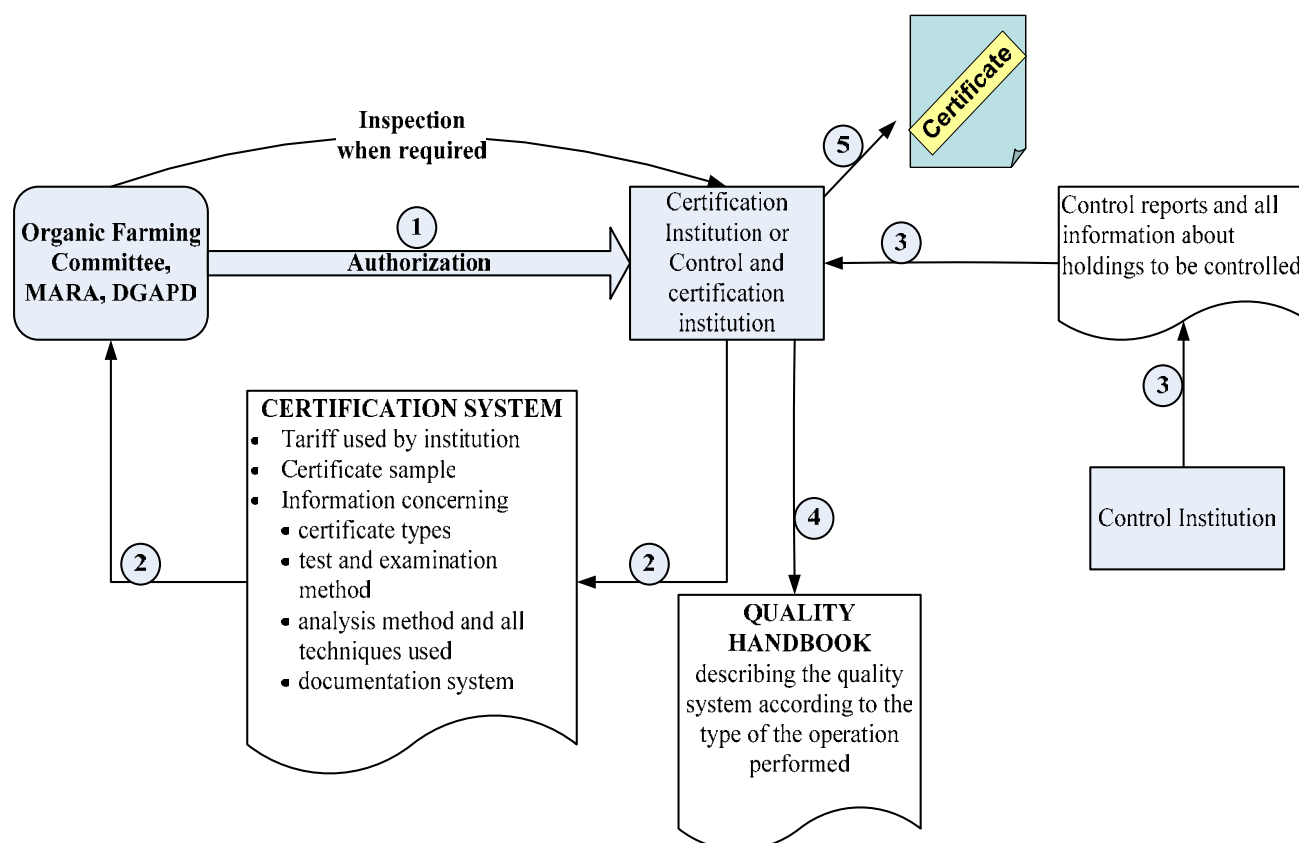 Certificate
Inspection
when required
5
Organic Farming
Committee,
MARA, DGAPD
1
Authorization
Certification
Institution or
Control and
certification
institution
3
Control reports and all
information about
holdings to be controlled
3
Control Institution
CERTIFICATION SYSTEM
• Tariff used by institution
• Certificate sample
• Information concerning
• certificate types
• test and examination
method
• analysis method and all
techniques used
• documentation system
2
2
4
QUALITY
HANDBOOK
describing the quality
system according to the
type of the operation
performed